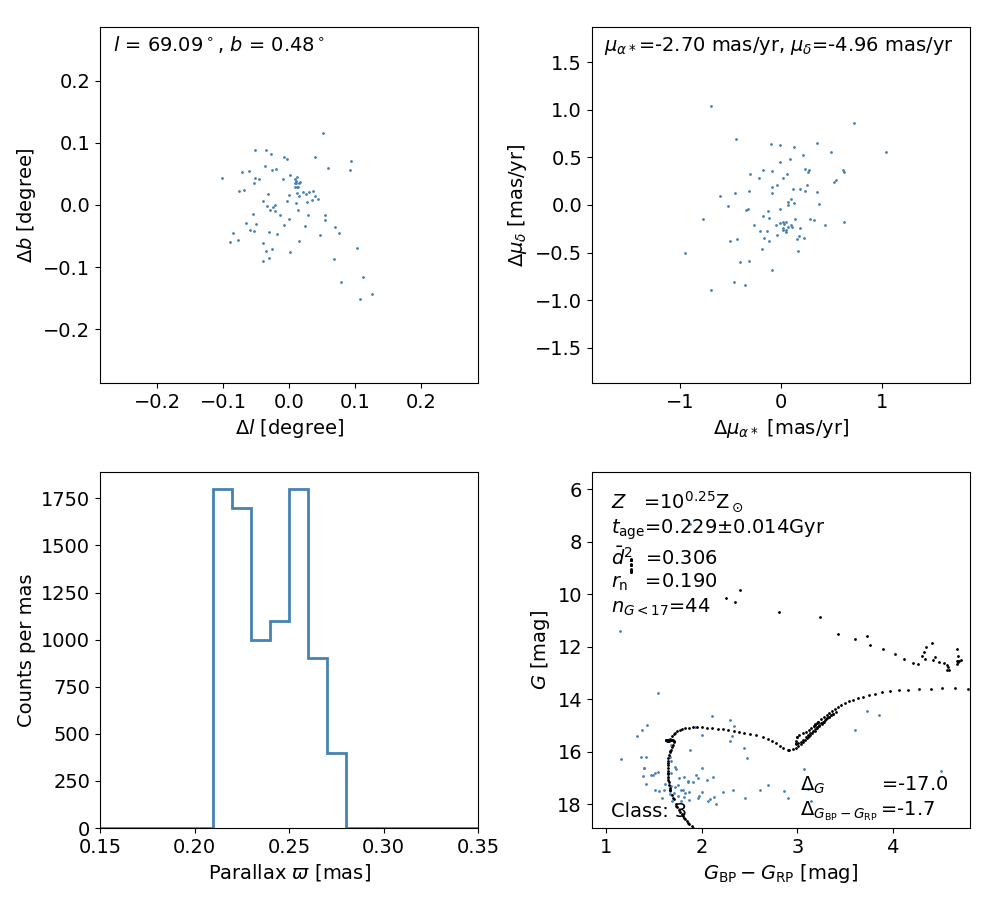 l = 69.09°, b = 0.48°
0.2
0.1
0.0
−0.1
−0.2
Δb [degree]
−0.2 −0.1 0.0 0.1 0.2
Δl [degree]
μα*=-2.70 mas/yr, μδ=-4.96 mas/yr
1.5
1.0
0.5
0.0
−0.5
−1.0
−1.5
Δμδ [mas/yr]
−1 0 1
Δμα* [mas/yr]
1750
1500
1250
1000
750
500
250
0
Counts per mas
0.15 0.20 0.25 0.30 0.35
Parallax ϖ [mas]
Z =10^0.25 Z⊙
t_age=0.229±0.014Gyr
d̄² =0.306
r_n =0.190
n_G<17=44
Δ_G =-17.0
Δ_GBP−GRP =-1.7
Class: 3
6
8
10
12
14
16
18
G [mag]
1 2 3 4
G_BP − G_RP [mag]